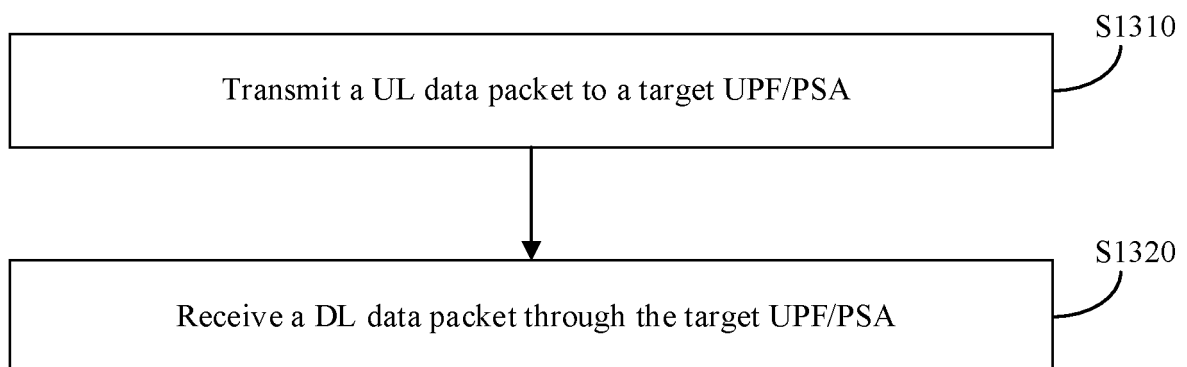 S1310
Transmit a UL data packet to a target UPF/PSA
S1320
Receive a DL data packet through the target UPF/PSA